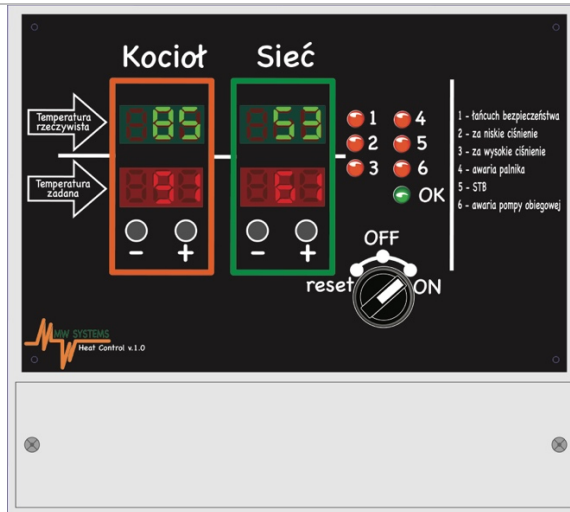 Kocioł Sieć
Temperatura
rzeczywista
85 53
Temperatura
zadana
91 61
- + - +
1 4
2 5
3 6
OK
1 - łańcuch bezpieczeństwa
2 - za niskie ciśnienie
3 - za wysokie ciśnienie
4 - awaria palnika
5 - STB
6 - awaria pompy obiegowej
OFF
reset ON
MW SYSTEMS
Heat Control v.1.0